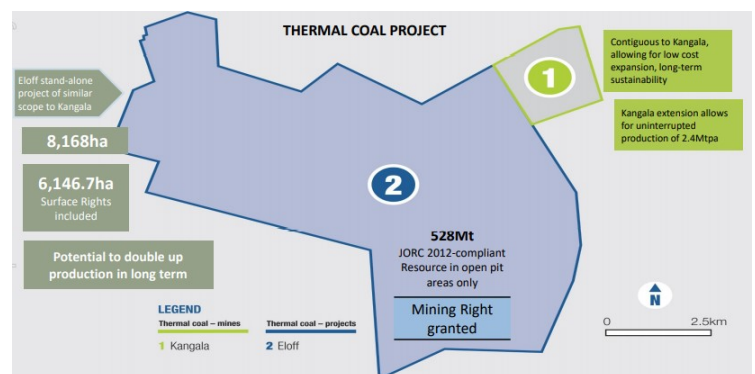 THERMAL COAL PROJECT
Eloff stand-alone
project of similar
scope to Kangala
8,168ha
6,146.7ha
Surface Rights
included
Potential to double up
production in long term
1
Contiguous to Kangala,
allowing for low cost
expansion, long-term
sustainability
Kangala extension allows
for uninterrupted
production of 2.4Mtpa
2
528Mt
JORC 2012-compliant
Resource in open pit
areas only
Mining Right
granted
LEGEND
Thermal coal – mines
1 Kangala
Thermal coal – projects
2 Eloff
N
0 2.5km